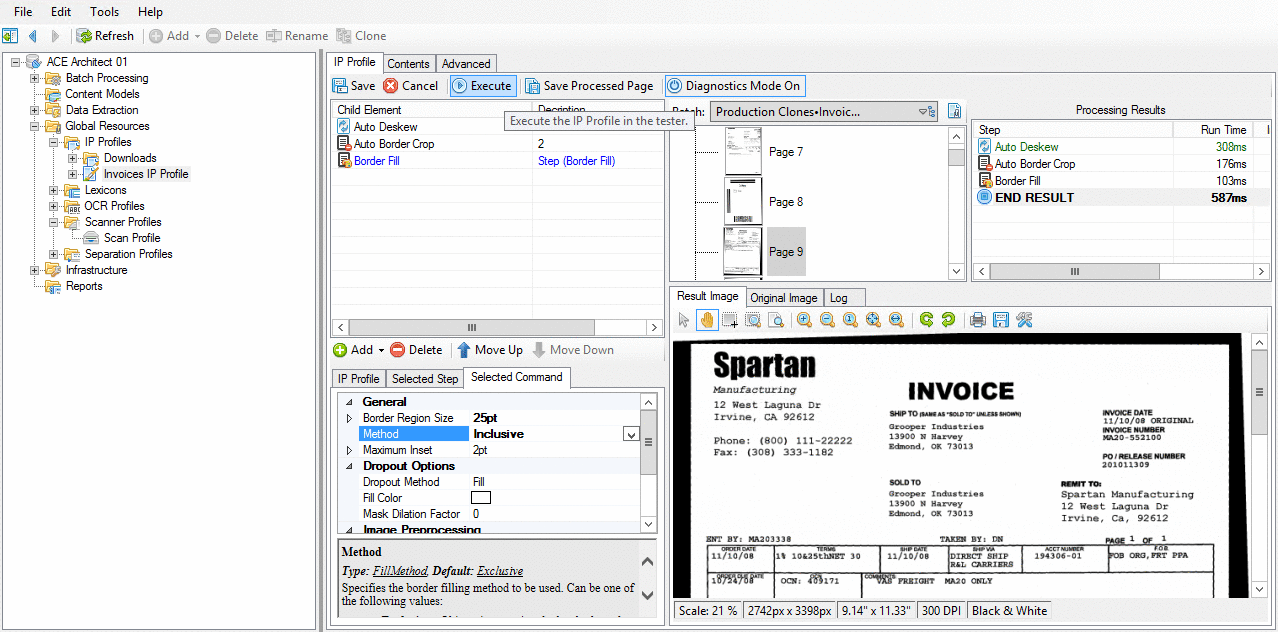 File Edit Tools Help
Refresh Add Delete Rename Clone
ACE Architect 01
Batch Processing
Content Models
Data Extraction
Global Resources
IP Profiles
Downloads
Invoices IP Profile
Lexicons
OCR Profiles
Scanner Profiles
Scan Profile
Separation Profiles
Infrastructure
Reports
IP Profile Contents Advanced
Save Cancel Execute Save Processed Page Diagnostics Mode On
Child Element Decription
Execute the IP Profile in the tester.
Auto Deskew
Auto Border Crop 2
Border Fill Step (Border Fill)
Add Delete Move Up Move Down
IP Profile Selected Step Selected Command
General
Border Region Size 25pt
Method Inclusive
Maximum Inset 2pt
Dropout Options
Dropout Method Fill
Fill Color
Mask Dilation Factor 0
Image Preprocessing
Method
Type: FillMethod, Default: Exclusive
Specifies the border filling method to be used. Can be one of
the following values:
Production Clones•Invoic...
Page 7
Page 8
Page 9
Processing Results
Step Run Time
Auto Deskew 308ms
Auto Border Crop 176ms
Border Fill 103ms
END RESULT 587ms
Result Image Original Image Log
Spartan
Manufacturing
12 West Laguna Dr
Irvine, CA 92612
Phone: (800) 111-22222
Fax: (308) 333-1182
INVOICE
SHIP TO (SAME AS "SOLD TO" UNLESS SHOWN)
Grooper Industries
13900 N Harvey
Edmond, OK 73013
INVOICE DATE
11/10/08 ORIGINAL
INVOICE NUMBER
MA20-552100
PO / RELEASE NUMBER
201011309
SOLD TO
Grooper Industries
13900 N Harvey
Edmond, OK 73013
REMIT TO:
Spartan Manufacturing
12 West Laguna Dr
Irvine, Ca, 92612
ENT BY: MA203338 TAKEN BY: DN PAGE 1 OF 1
ORDER DATE TERMS SHIP DATE SHIP VIA ACCT NUMBER F.O.B.
11/10/08 1% 10&25thNET 30 11/10/08 DIRECT SHIP 194306-01 FOB ORG,FRT PPA
R&L CARRIERS
ORDER DUE DATE OCN COMMENTS
10/24/08 OCN: 409171 VAS FREIGHT MA20 ONLY
Scale: 21 % 2742px x 3398px 9.14" x 11.33" 300 DPI Black & White